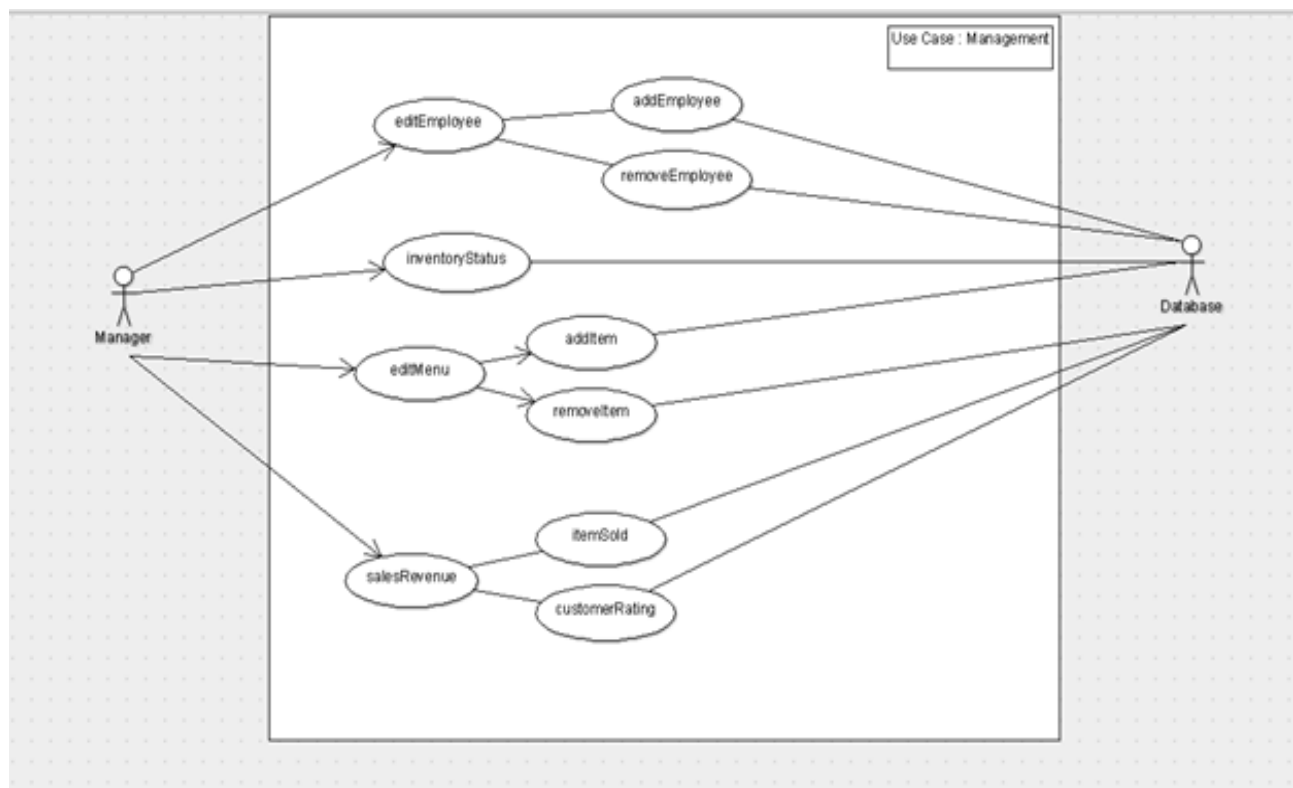 Use Case : Management
addEmployee
editEmployee
removeEmployee
inventoryStatus
Manager
Database
addItem
editMenu
removeItem
itemSold
salesRevenue
customerRating